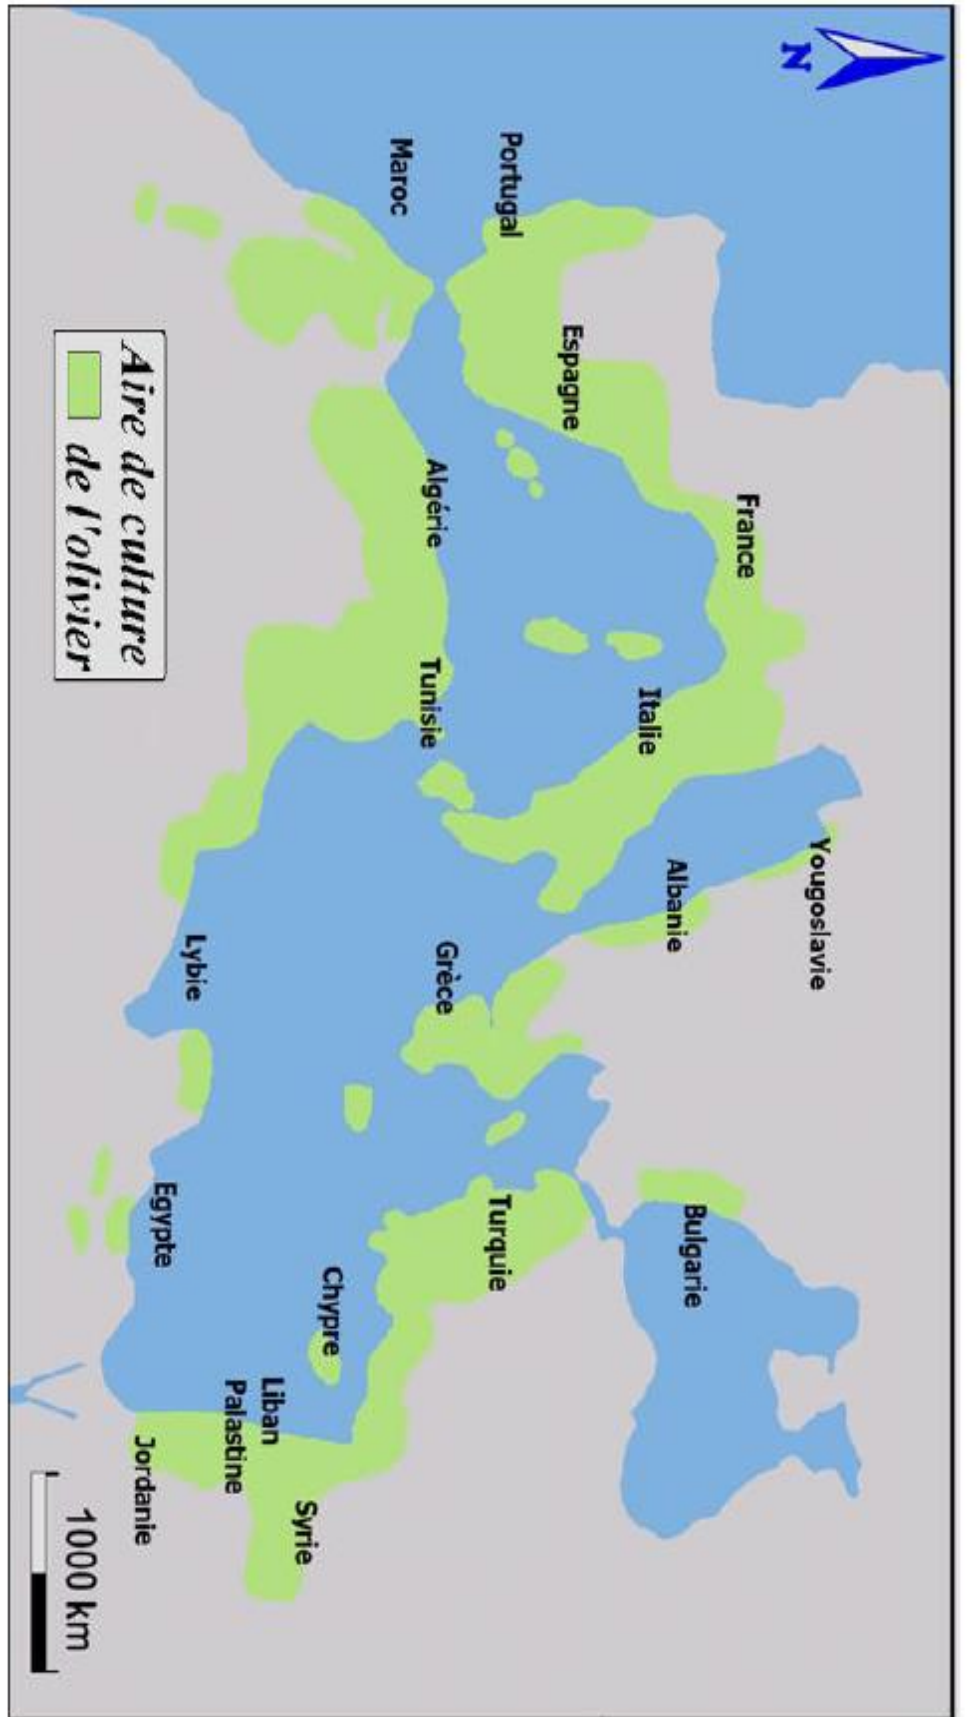 N
Portugal
Maroc
Espagne
France
Algérie
Tunisie
Italie
Yougoslavie
Albanie
Grèce
Lybie
Bulgarie
Turquie
Egypte
Chypre
Liban
Palastine
Syrie
Jordanie
Aire de culture
de l'olivier
1000 km